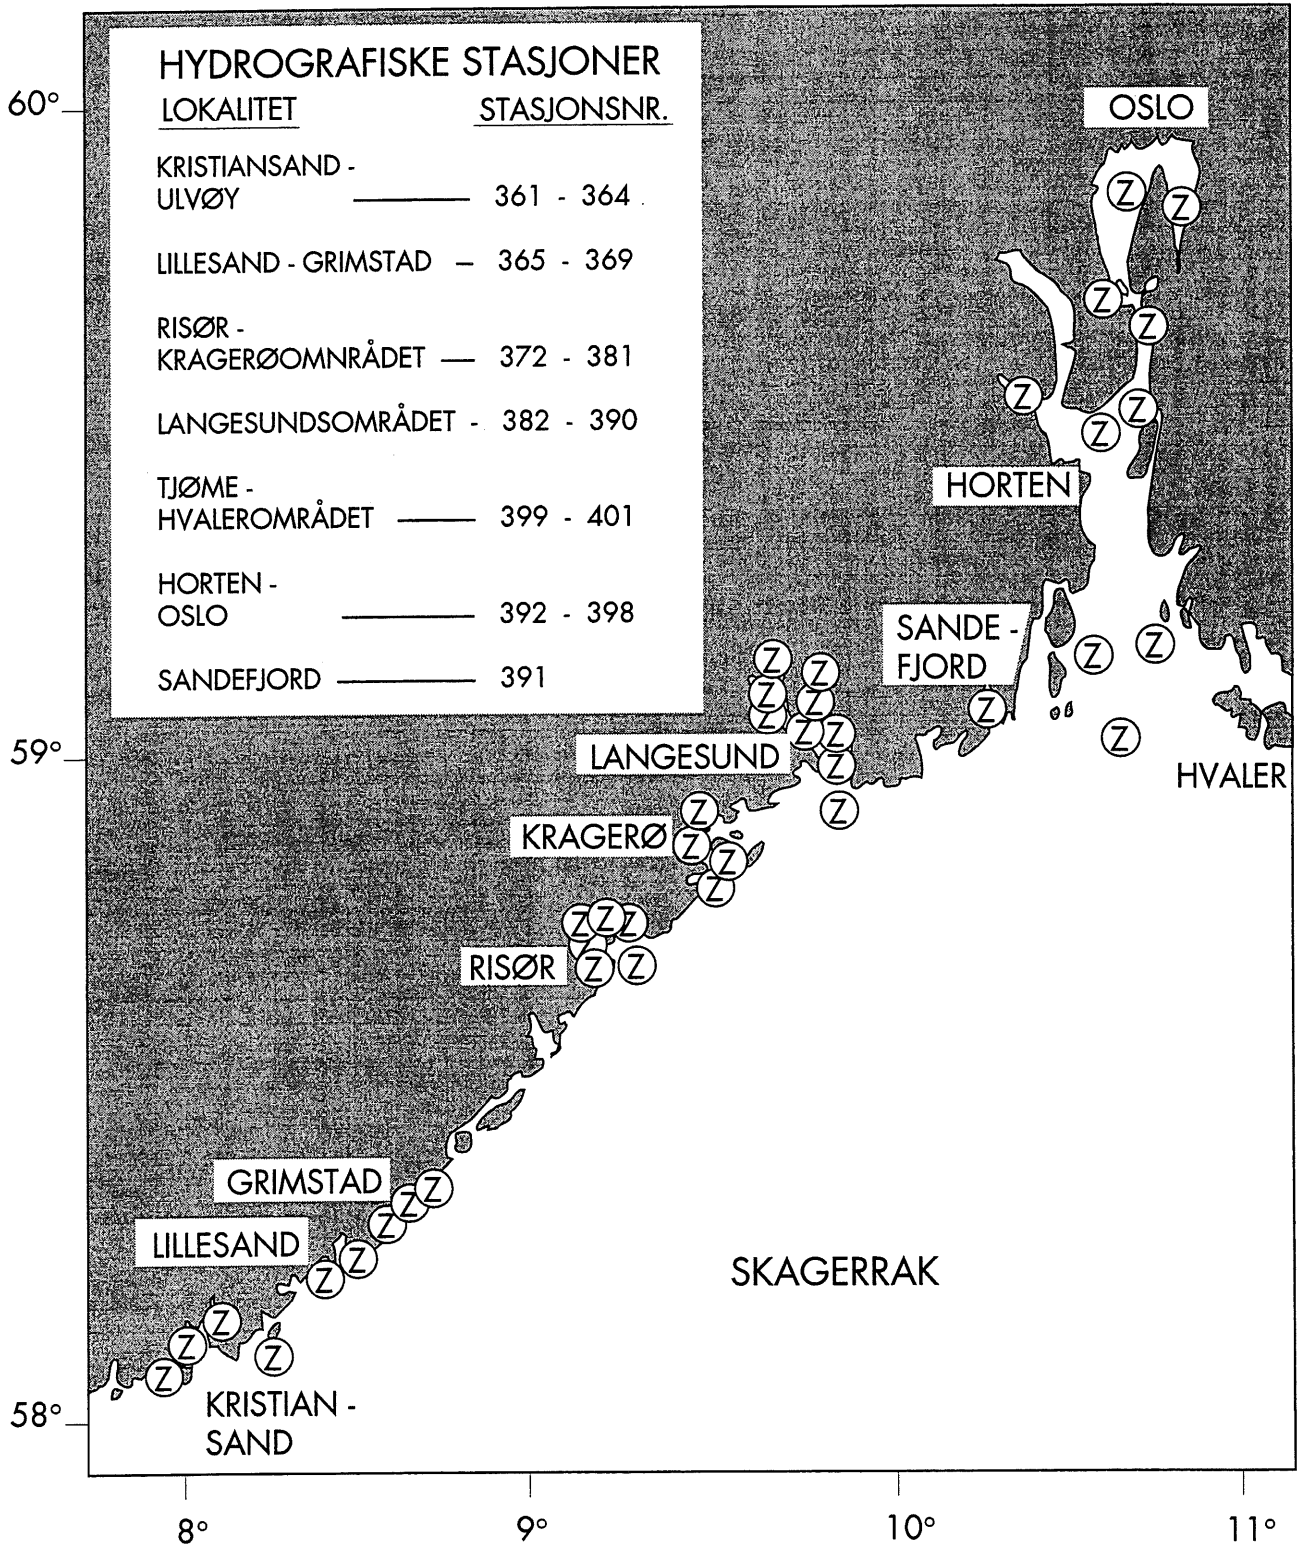 HYDROGRAFISKE STASJONER
LOKALITET STASJONSNR.
KRISTIANSAND -
ULVØY 361 - 364
LILLESAND - GRIMSTAD - 365 - 369
RISØR -
KRAGERØOMNRÅDET — 372 - 381
LANGESUNDSOMRÅDET - 382 - 390
TJØME -
HVALEROMRÅDET — 399 - 401
HORTEN -
OSLO — 392 - 398
SANDEFJORD — 391
60°
59°
58°
8° 9° 10° 11°
OSLO
Z Z
Z
Z
Z
Z
Z
HORTEN
SANDE -
FJORD
Z Z
Z
Z
HVALER
Z Z
Z Z
Z Z Z
Z
Z
LANGESUND
Z
KRAGERØ Z
Z
Z
Z Z Z
Z
RISØR Z Z
GRIMSTAD Z
Z
Z
LILLESAND Z
Z
SKAGERRAK
Z
Z
Z Z
KRISTIAN -
SAND